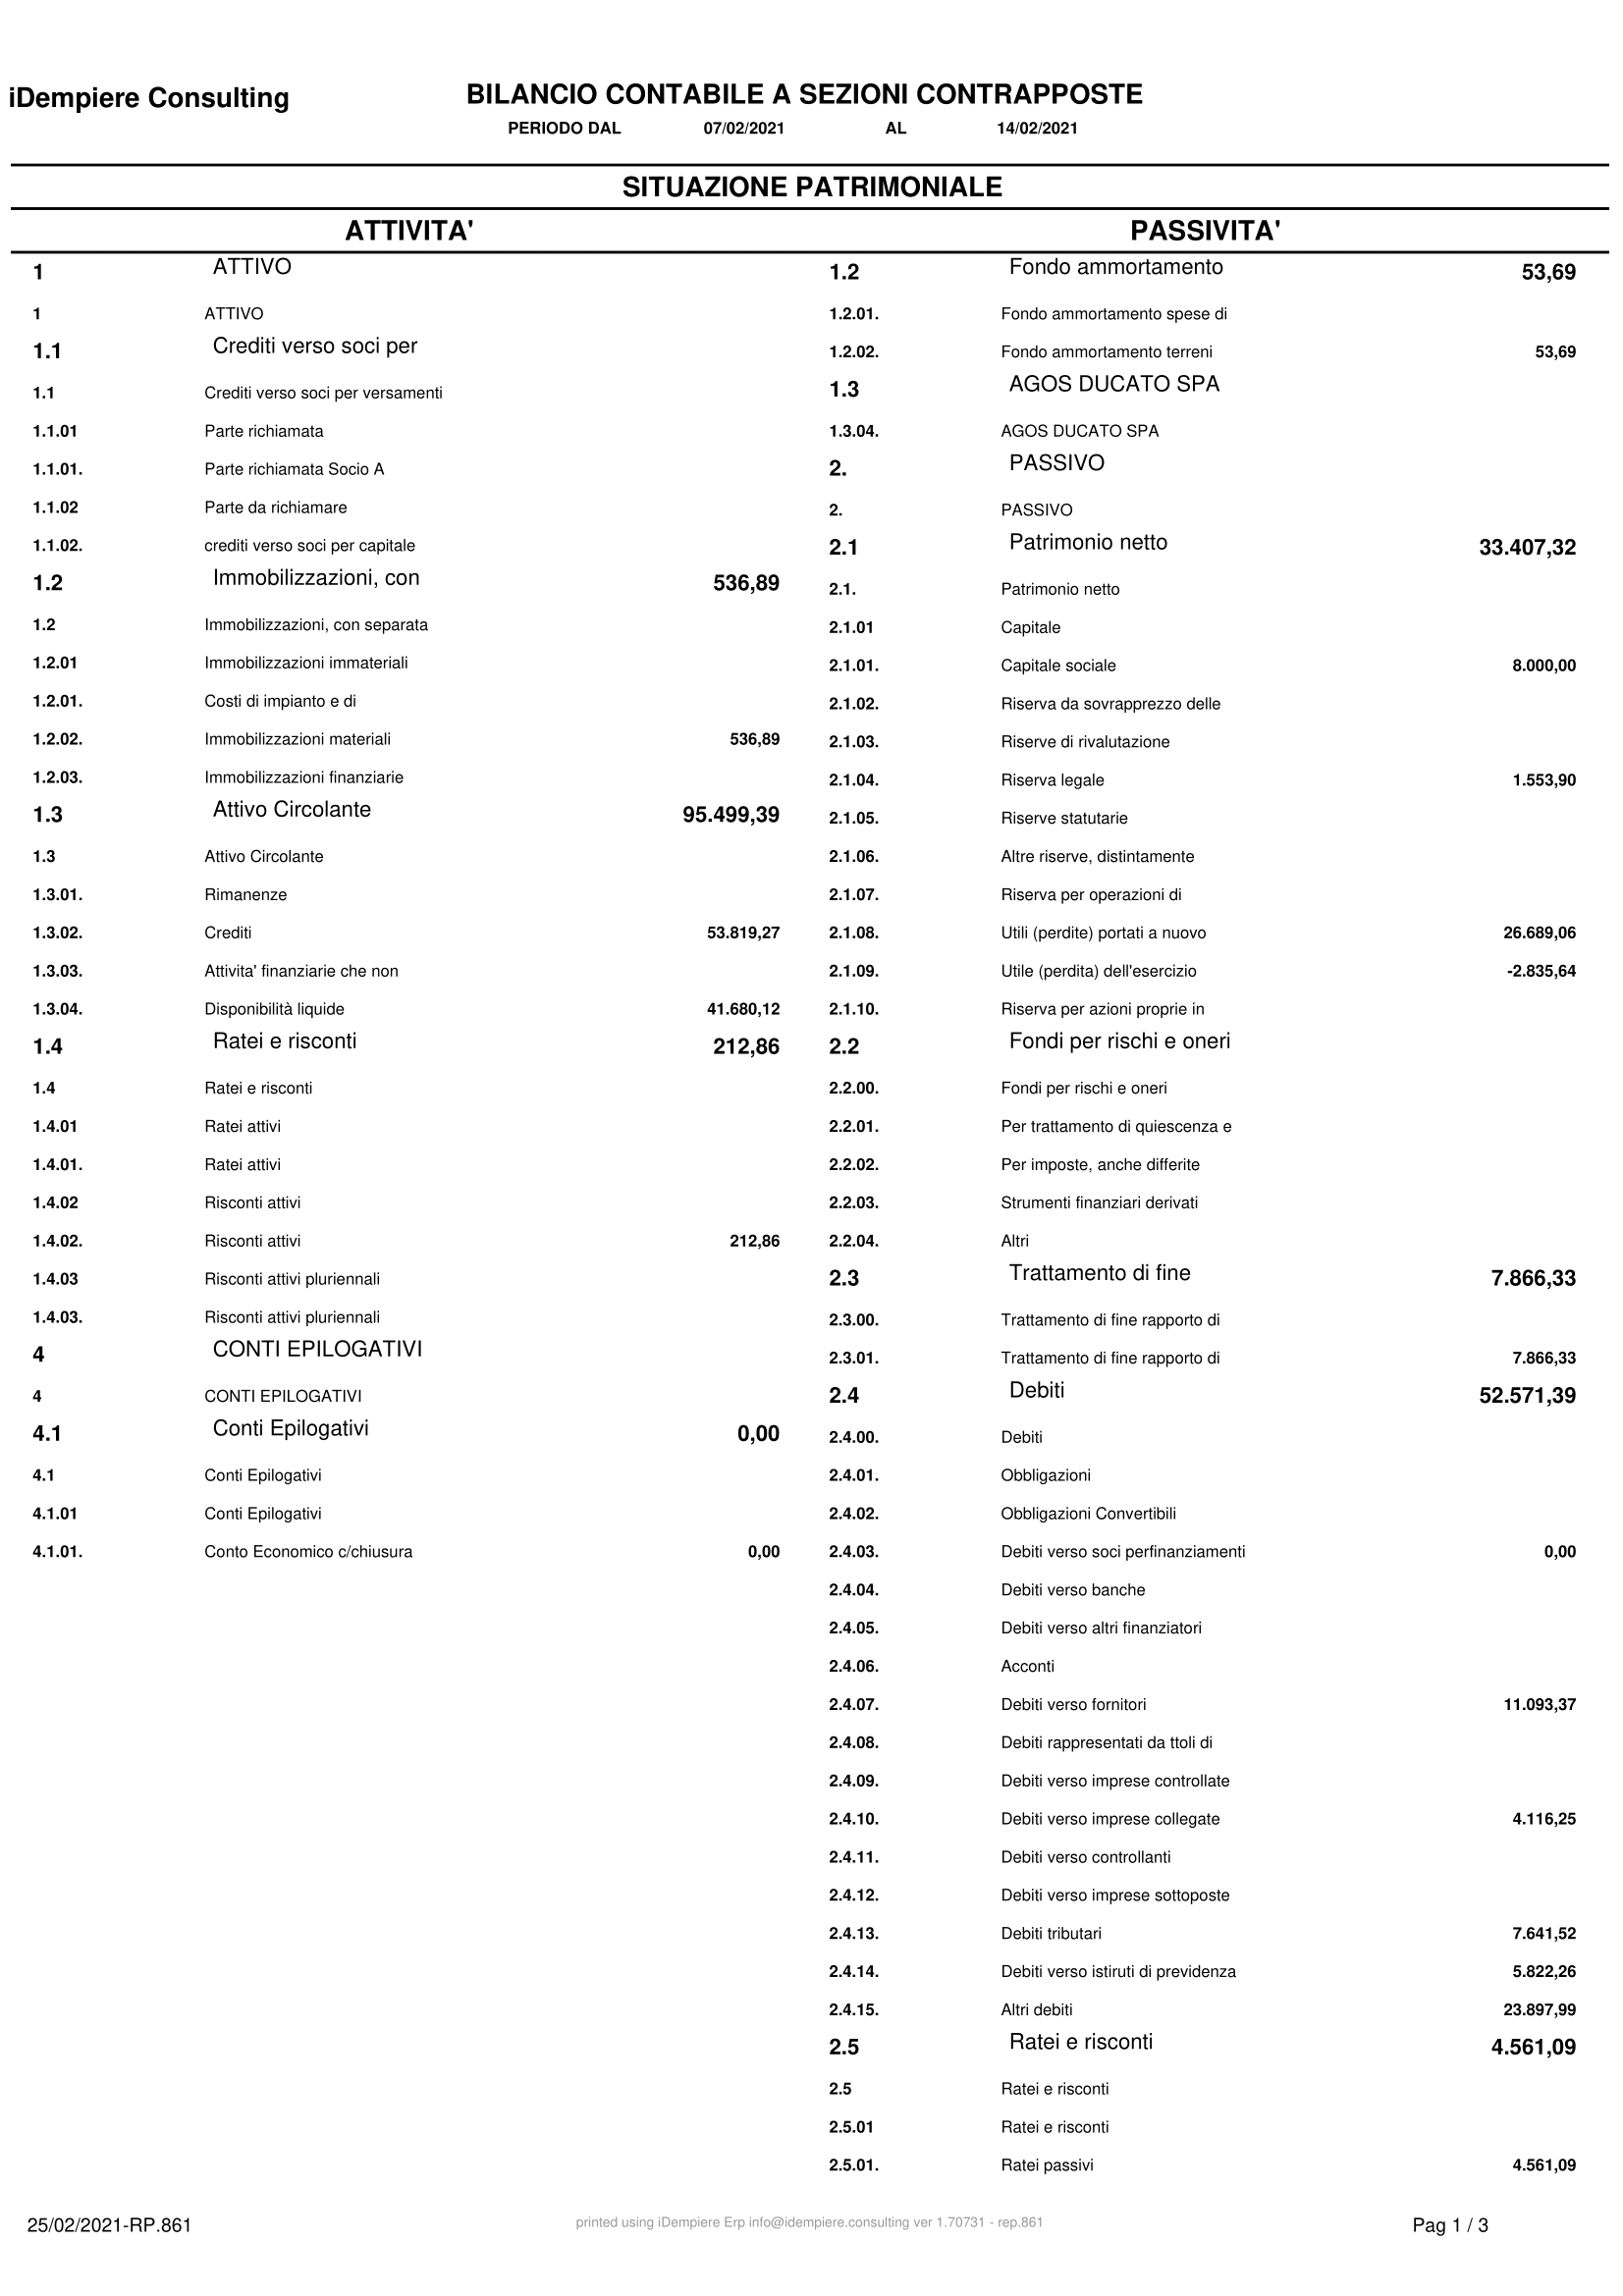 iDempiere Consulting
BILANCIO CONTABILE A SEZIONI CONTRAPPOSTE
PERIODO DAL 07/02/2021 AL 14/02/2021
SITUAZIONE PATRIMONIALE
ATTIVITA'
1 ATTIVO
1 ATTIVO
1.1 Crediti verso soci per
1.1 Crediti verso soci per versamenti
1.1.01 Parte richiamata
1.1.01. Parte richiamata Socio A
1.1.02 Parte da richiamare
1.1.02. crediti verso soci per capitale
1.2 Immobilizzazioni, con 536,89
1.2 Immobilizzazioni, con separata
1.2.01 Immobilizzazioni immateriali
1.2.01. Costi di impianto e di
1.2.02. Immobilizzazioni materiali 536,89
1.2.03. Immobilizzazioni finanziarie
1.3 Attivo Circolante 95.499,39
1.3 Attivo Circolante
1.3.01. Rimanenze
1.3.02. Crediti 53.819,27
1.3.03. Attivita' finanziarie che non
1.3.04. Disponibilità liquide 41.680,12
1.4 Ratei e risconti 212,86
1.4 Ratei e risconti
1.4.01 Ratei attivi
1.4.01. Ratei attivi
1.4.02 Risconti attivi
1.4.02. Risconti attivi 212,86
1.4.03 Risconti attivi pluriennali
1.4.03. Risconti attivi pluriennali
4 CONTI EPILOGATIVI
4 CONTI EPILOGATIVI
4.1 Conti Epilogativi 0,00
4.1 Conti Epilogativi
4.1.01 Conti Epilogativi
4.1.01. Conto Economico c/chiusura 0,00
PASSIVITA'
1.2 Fondo ammortamento 53,69
1.2.01. Fondo ammortamento spese di
1.2.02. Fondo ammortamento terreni 53,69
1.3 AGOS DUCATO SPA
1.3.04. AGOS DUCATO SPA
2. PASSIVO
2. PASSIVO
2.1 Patrimonio netto 33.407,32
2.1. Patrimonio netto
2.1.01 Capitale
2.1.01. Capitale sociale 8.000,00
2.1.02. Riserva da sovrapprezzo delle
2.1.03. Riserve di rivalutazione
2.1.04. Riserva legale 1.553,90
2.1.05. Riserve statutarie
2.1.06. Altre riserve, distintamente
2.1.07. Riserva per operazioni di
2.1.08. Utili (perdite) portati a nuovo 26.689,06
2.1.09. Utile (perdita) dell'esercizio -2.835,64
2.1.10. Riserva per azioni proprie in
2.2 Fondi per rischi e oneri
2.2.00. Fondi per rischi e oneri
2.2.01. Per trattamento di quiescenza e
2.2.02. Per imposte, anche differite
2.2.03. Strumenti finanziari derivati
2.2.04. Altri
2.3 Trattamento di fine 7.866,33
2.3.00. Trattamento di fine rapporto di
2.3.01. Trattamento di fine rapporto di 7.866,33
2.4 Debiti 52.571,39
2.4.00. Debiti
2.4.01. Obbligazioni
2.4.02. Obbligazioni Convertibili
2.4.03. Debiti verso soci perfinanziamenti 0,00
2.4.04. Debiti verso banche
2.4.05. Debiti verso altri finanziatori
2.4.06. Acconti
2.4.07. Debiti verso fornitori 11.093,37
2.4.08. Debiti rappresentati da ttoli di
2.4.09. Debiti verso imprese controllate
2.4.10. Debiti verso imprese collegate 4.116,25
2.4.11. Debiti verso controllanti
2.4.12. Debiti verso imprese sottoposte
2.4.13. Debiti tributari 7.641,52
2.4.14. Debiti verso istiruti di previdenza 5.822,26
2.4.15. Altri debiti 23.897,99
2.5 Ratei e risconti 4.561,09
2.5 Ratei e risconti
2.5.01 Ratei e risconti
2.5.01. Ratei passivi 4.561,09
25/02/2021-RP.861
printed using iDempiere Erp info@idempiere.consulting ver 1.70731 - rep.861
Pag 1 / 3